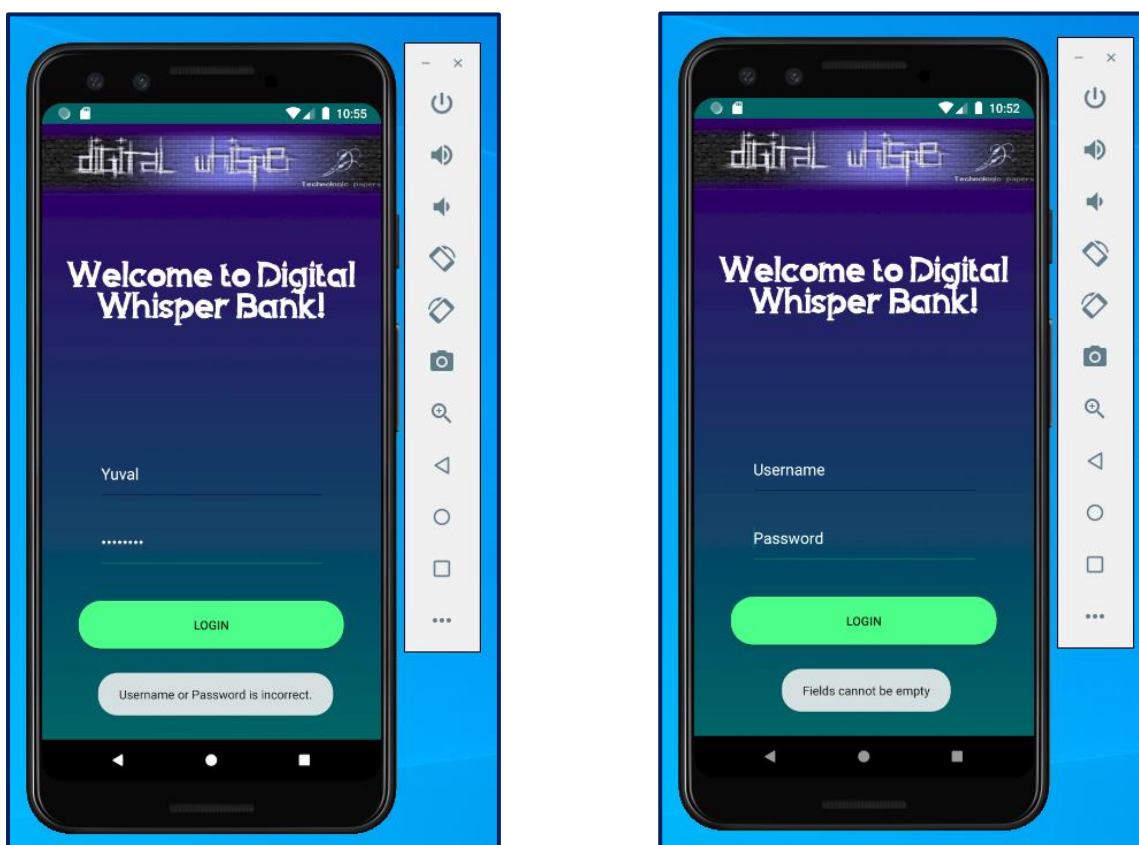 10:55
digital whisper
Technologic papers
Welcome to Digital
Whisper Bank!
Yuval
••••••••
LOGIN
Username or Password is incorrect.
10:52
digital whisper
Technologic papers
Welcome to Digital
Whisper Bank!
Username
Password
LOGIN
Fields cannot be empty